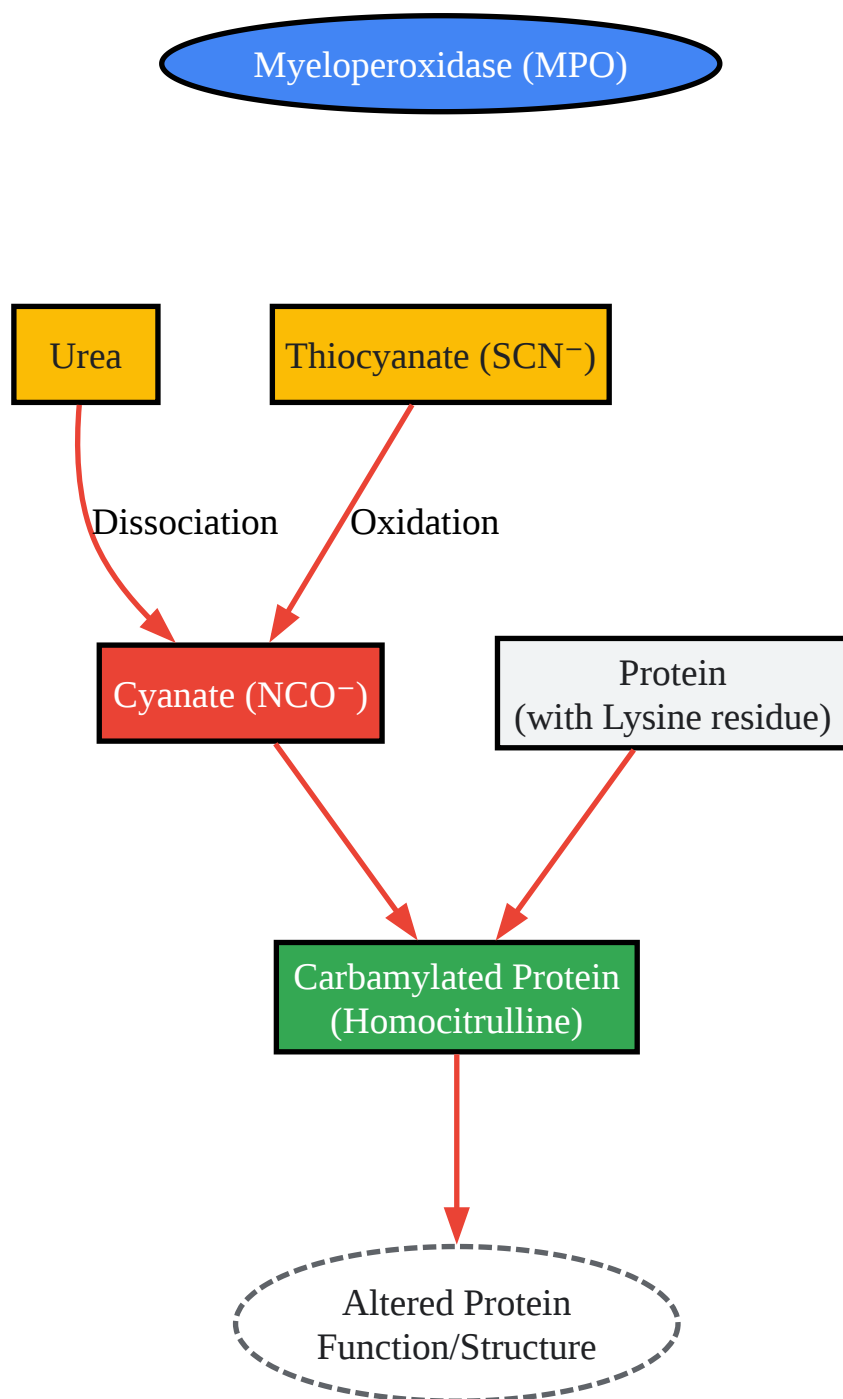 Myeloperoxidase (MPO)
Urea
Thiocyanate (SCN⁻)
Dissociation
Oxidation
Cyanate (NCO⁻)
Protein
(with Lysine residue)
Carbamylated Protein
(Homocitrulline)
Altered Protein
Function/Structure